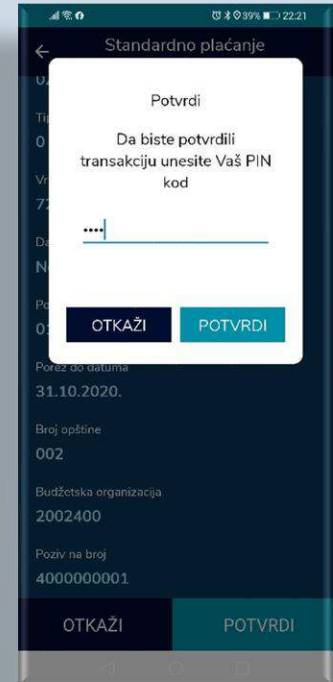 39% 22:21
Standardno plaćanje
Potvrdi
Da biste potvrdili
transakciju unesite Vaš PIN
kod
••••
OTKAŽI POTVRDI
Porez do datuma
31.10.2020.
Broj opštine
002
Budžetska organizacija
2002400
Poziv na broj
4000000001
OTKAŽI POTVRDI